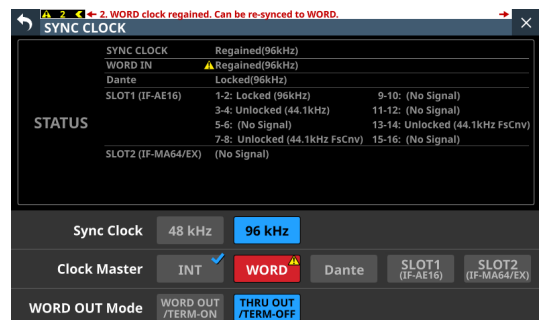 2 2. WORD clock regained. Can be re-synced to WORD.
SYNC CLOCK
STATUS
SYNC CLOCK Regained(96kHz)
WORD IN Regained(96kHz)
Dante Locked(96kHz)
SLOT1 (IF-AE16) 1-2: Locked (96kHz) 9-10: (No Signal)
3-4: Unlocked (44.1kHz) 11-12: (No Signal)
5-6: (No Signal) 13-14: Unlocked (44.1kHz FsCnv)
7-8: Unlocked (44.1kHz FsCnv) 15-16: (No Signal)
SLOT2 (IF-MA64/EX) (No Signal)
Sync Clock 48 kHz 96 kHz
Clock Master INT WORD Dante SLOT1 (IF-AE16) SLOT2 (IF-MA64/EX)
WORD OUT Mode WORD OUT /TERM-ON THRU OUT /TERM-OFF